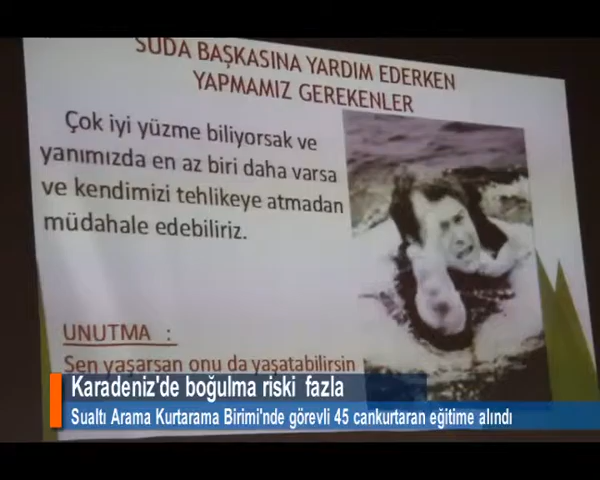 SUDA BAŞKASINA YARDIM EDERKEN
YAPMAMIZ GEREKENLER
Çok iyi yüzme biliyorsak ve
yanımızda en az biri daha varsa
ve kendimizi tehlikeye atmadan
müdahale edebiliriz.
UNUTMA :
Sen yaşarsan onu da yaşatabilirsin
Karadeniz'de boğulma riski fazla
Sualtı Arama Kurtarama Birimi'nde görevli 45 cankurtaran eğitime alındı